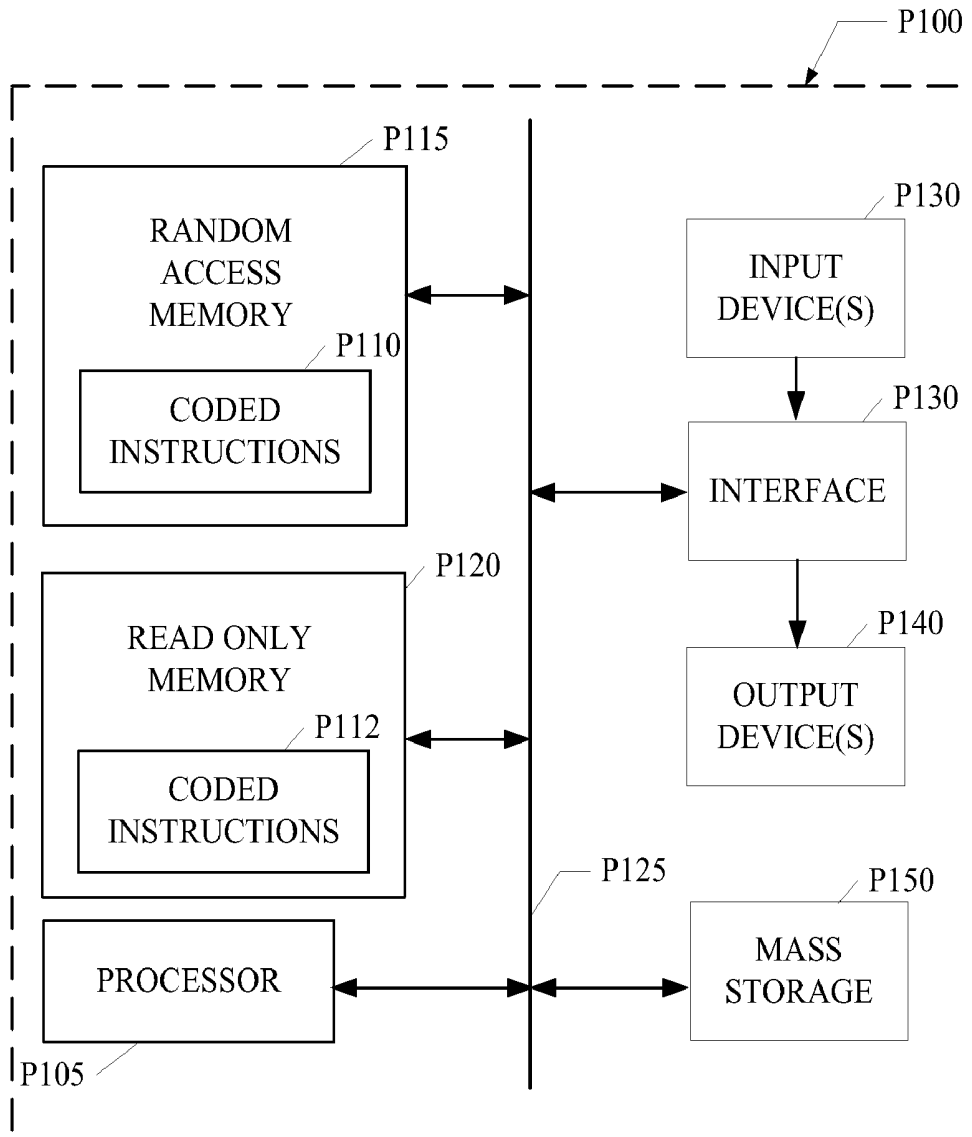 P100
P115
RANDOM
ACCESS
MEMORY
P110
CODED
INSTRUCTIONS
P120
READ ONLY
MEMORY
P112
CODED
INSTRUCTIONS
PROCESSOR
P105
P125
P130
INPUT
DEVICE(S)
P130
INTERFACE
P140
OUTPUT
DEVICE(S)
P150
MASS
STORAGE